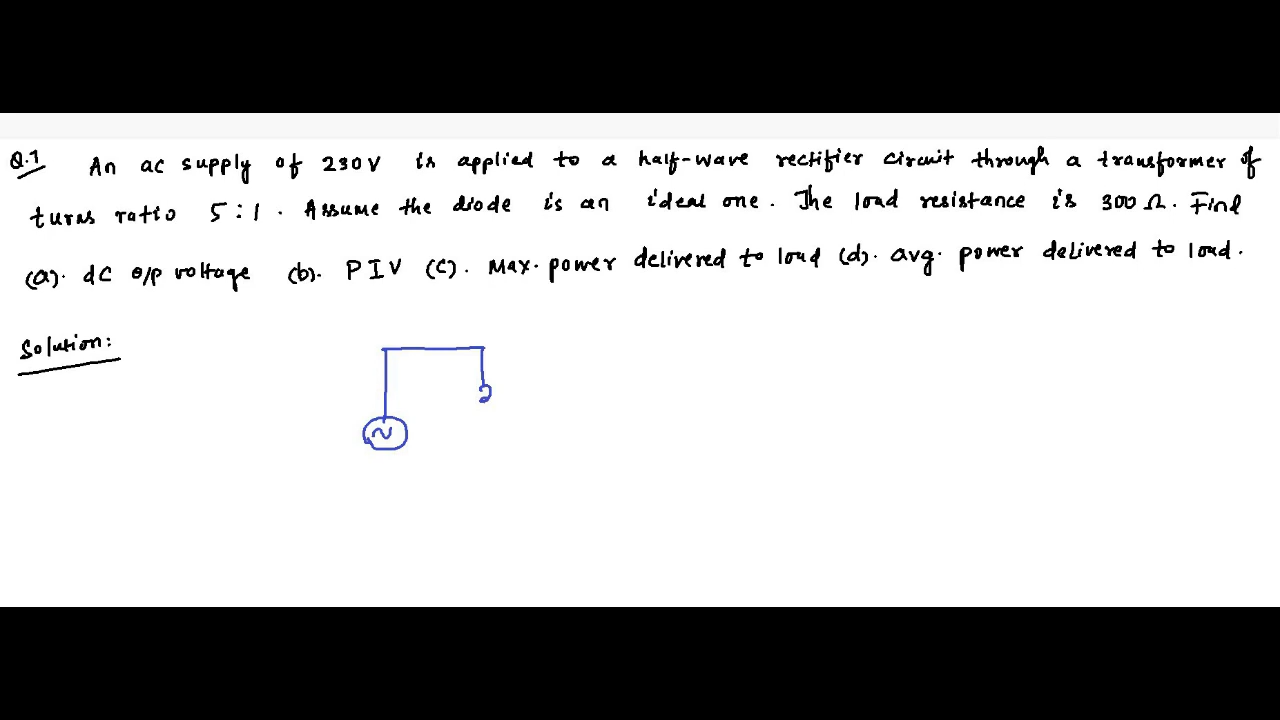 Q.1 An ac supply of 230V is applied to a half-wave rectifier circuit through a transformer of
turns ratio 5:1. Assume the diode is an ideal one. The load resistance is 300 Ω. Find
(a). dc o/p voltage (b). PIV (c). Max. power delivered to load (d). avg. power delivered to load.
Solution:
~